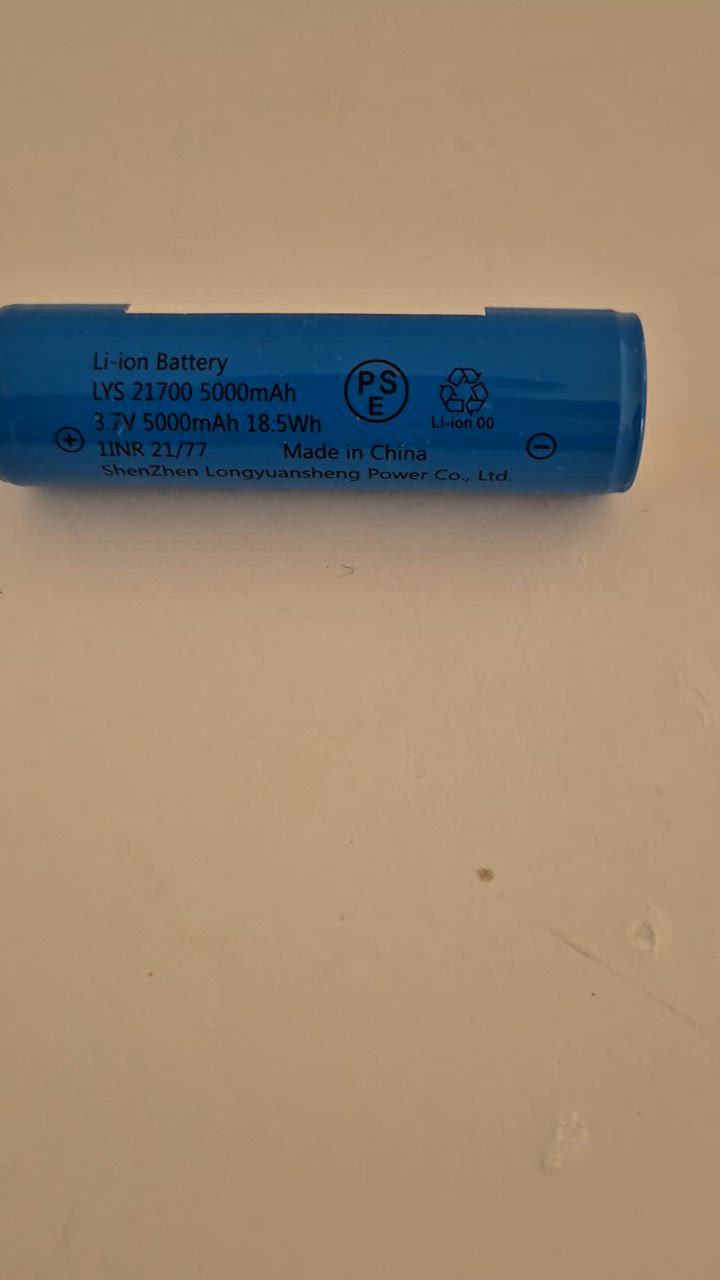 Li-ion Battery
LYS 21700 5000mAh
3.7V 5000mAh 18.5Wh
1INR 21/77
Made in China
ShenZhen Longyuansheng Power Co., Ltd.
PSE
Li-ion 00